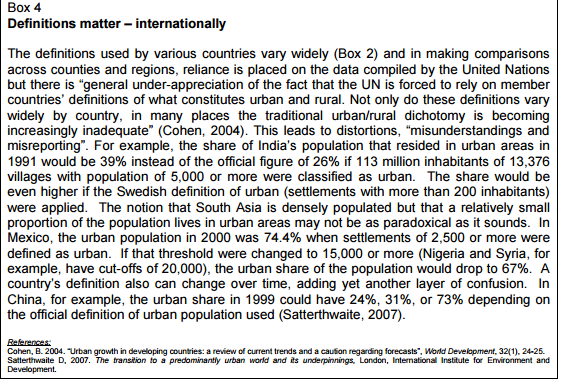 Box 4
Definitions matter – internationally
The definitions used by various countries vary widely (Box 2) and in making comparisons
across counties and regions, reliance is placed on the data compiled by the United Nations
but there is “general under-appreciation of the fact that the UN is forced to rely on member
countries’ definitions of what constitutes urban and rural. Not only do these definitions vary
widely by country, in many places the traditional urban/rural dichotomy is becoming
increasingly inadequate” (Cohen, 2004). This leads to distortions, “misunderstandings and
misreporting”. For example, the share of India’s population that resided in urban areas in
1991 would be 39% instead of the official figure of 26% if 113 million inhabitants of 13,376
villages with population of 5,000 or more were classified as urban. The share would be
even higher if the Swedish definition of urban (settlements with more than 200 inhabitants)
were applied. The notion that South Asia is densely populated but that a relatively small
proportion of the population lives in urban areas may not be as paradoxical as it sounds. In
Mexico, the urban population in 2000 was 74.4% when settlements of 2,500 or more were
defined as urban. If that threshold were changed to 15,000 or more (Nigeria and Syria, for
example, have cut-offs of 20,000), the urban share of the population would drop to 67%. A
country’s definition also can change over time, adding yet another layer of confusion. In
China, for example, the urban share in 1999 could have 24%, 31%, or 73% depending on
the official definition of urban population used (Satterthwaite, 2007).
References:
Cohen, B. 2004. “Urban growth in developing countries: a review of current trends and a caution regarding forecasts”, World Development, 32(1), 24-25.
Satterthwaite D, 2007. The transition to a predominantly urban world and its underpinnings, London, International Institute for Environment and
Development.